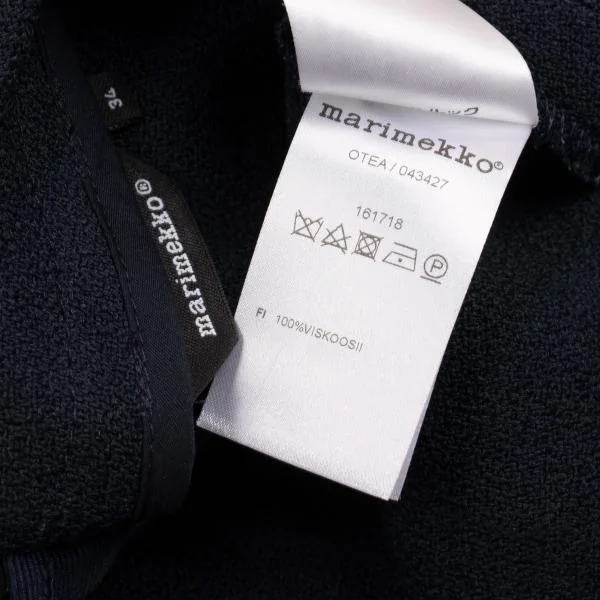 marimekko®
OTEA / 043427
161718
P
FI 100%VISKOOSII
marimekko®
34